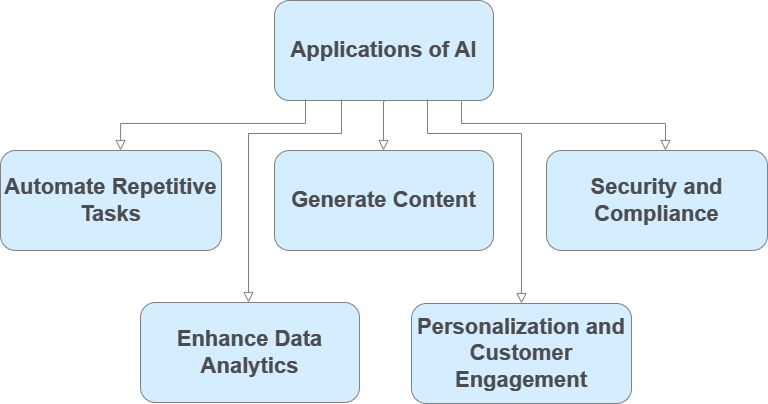 Applications of AI
Automate Repetitive
Tasks
Generate Content
Security and
Compliance
Enhance Data
Analytics
Personalization and
Customer
Engagement